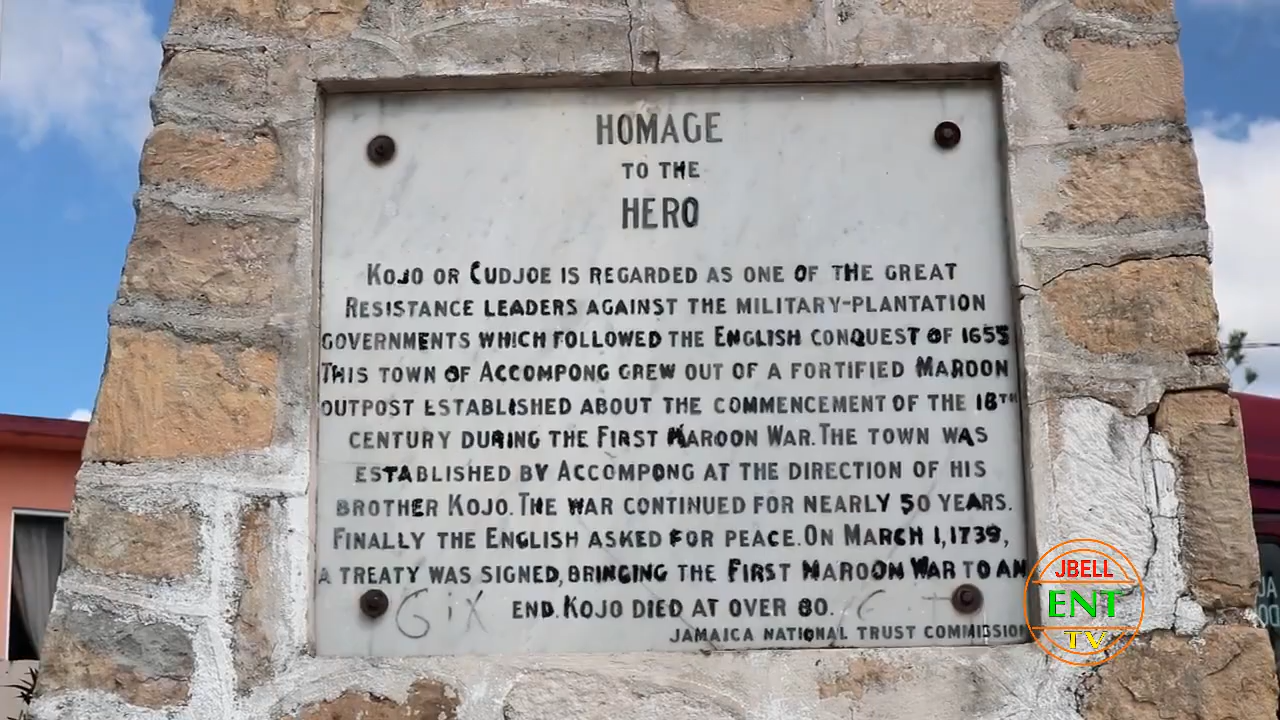 HOMAGE
TO THE
HERO
KOJO OR CUDJOE IS REGARDED AS ONE OF THE GREAT
RESISTANCE LEADERS AGAINST THE MILITARY-PLANTATION
GOVERNMENTS WHICH FOLLOWED THE ENGLISH CONQUEST OF 1655
THIS TOWN OF ACCOMPONG GREW OUT OF A FORTIFIED MAROON
OUTPOST ESTABLISHED ABOUT THE COMMENCEMENT OF THE 18TH
CENTURY DURING THE FIRST MAROON WAR. THE TOWN WAS
ESTABLISHED BY ACCOMPONG AT THE DIRECTION OF HIS
BROTHER KOJO. THE WAR CONTINUED FOR NEARLY 50 YEARS.
FINALLY THE ENGLISH ASKED FOR PEACE. ON MARCH 1, 1739,
A TREATY WAS SIGNED, BRINGING THE FIRST MAROON WAR TO AN
SIX END. KOJO DIED AT OVER 80.
JAMAICA NATIONAL TRUST COMMISSION
JBELL
ENT
TV